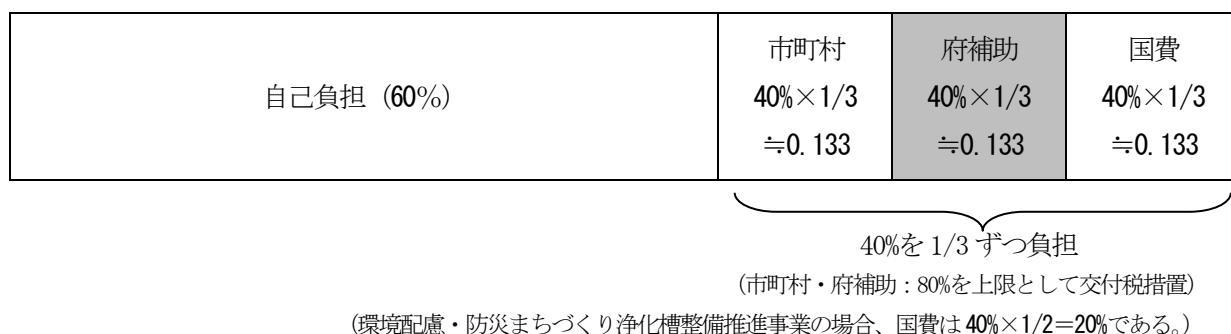 自己負担（60％）
市町村
40%×1/3
≒0.133
府補助
40%×1/3
≒0.133
国費
40%×1/3
≒0.133
40%を1/3ずつ負担
（市町村・府補助：80%を上限として交付税措置）
（環境配慮・防災まちづくり浄化槽整備推進事業の場合、国費は40%×1/2＝20%である。）